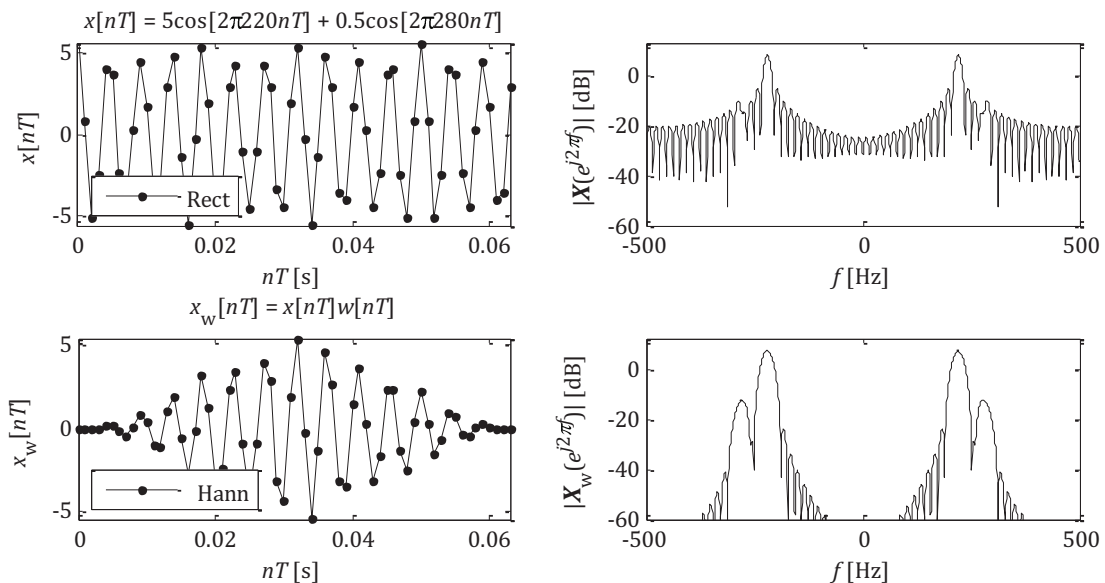 x[nT] = 5cos[2π220nT] + 0.5cos[2π280nT]
5
0
-5
x[nT]
Rect
0
0.02
0.04
0.06
nT [s]
0
-20
-40
-60
|X(e^{j2πf})| [dB]
-500
0
500
f [Hz]
x_w[nT] = x[nT]w[nT]
5
0
-5
x_w[nT]
Hann
0
0.02
0.04
0.06
nT [s]
0
-20
-40
-60
|X_w(e^{j2πf})| [dB]
-500
0
500
f [Hz]